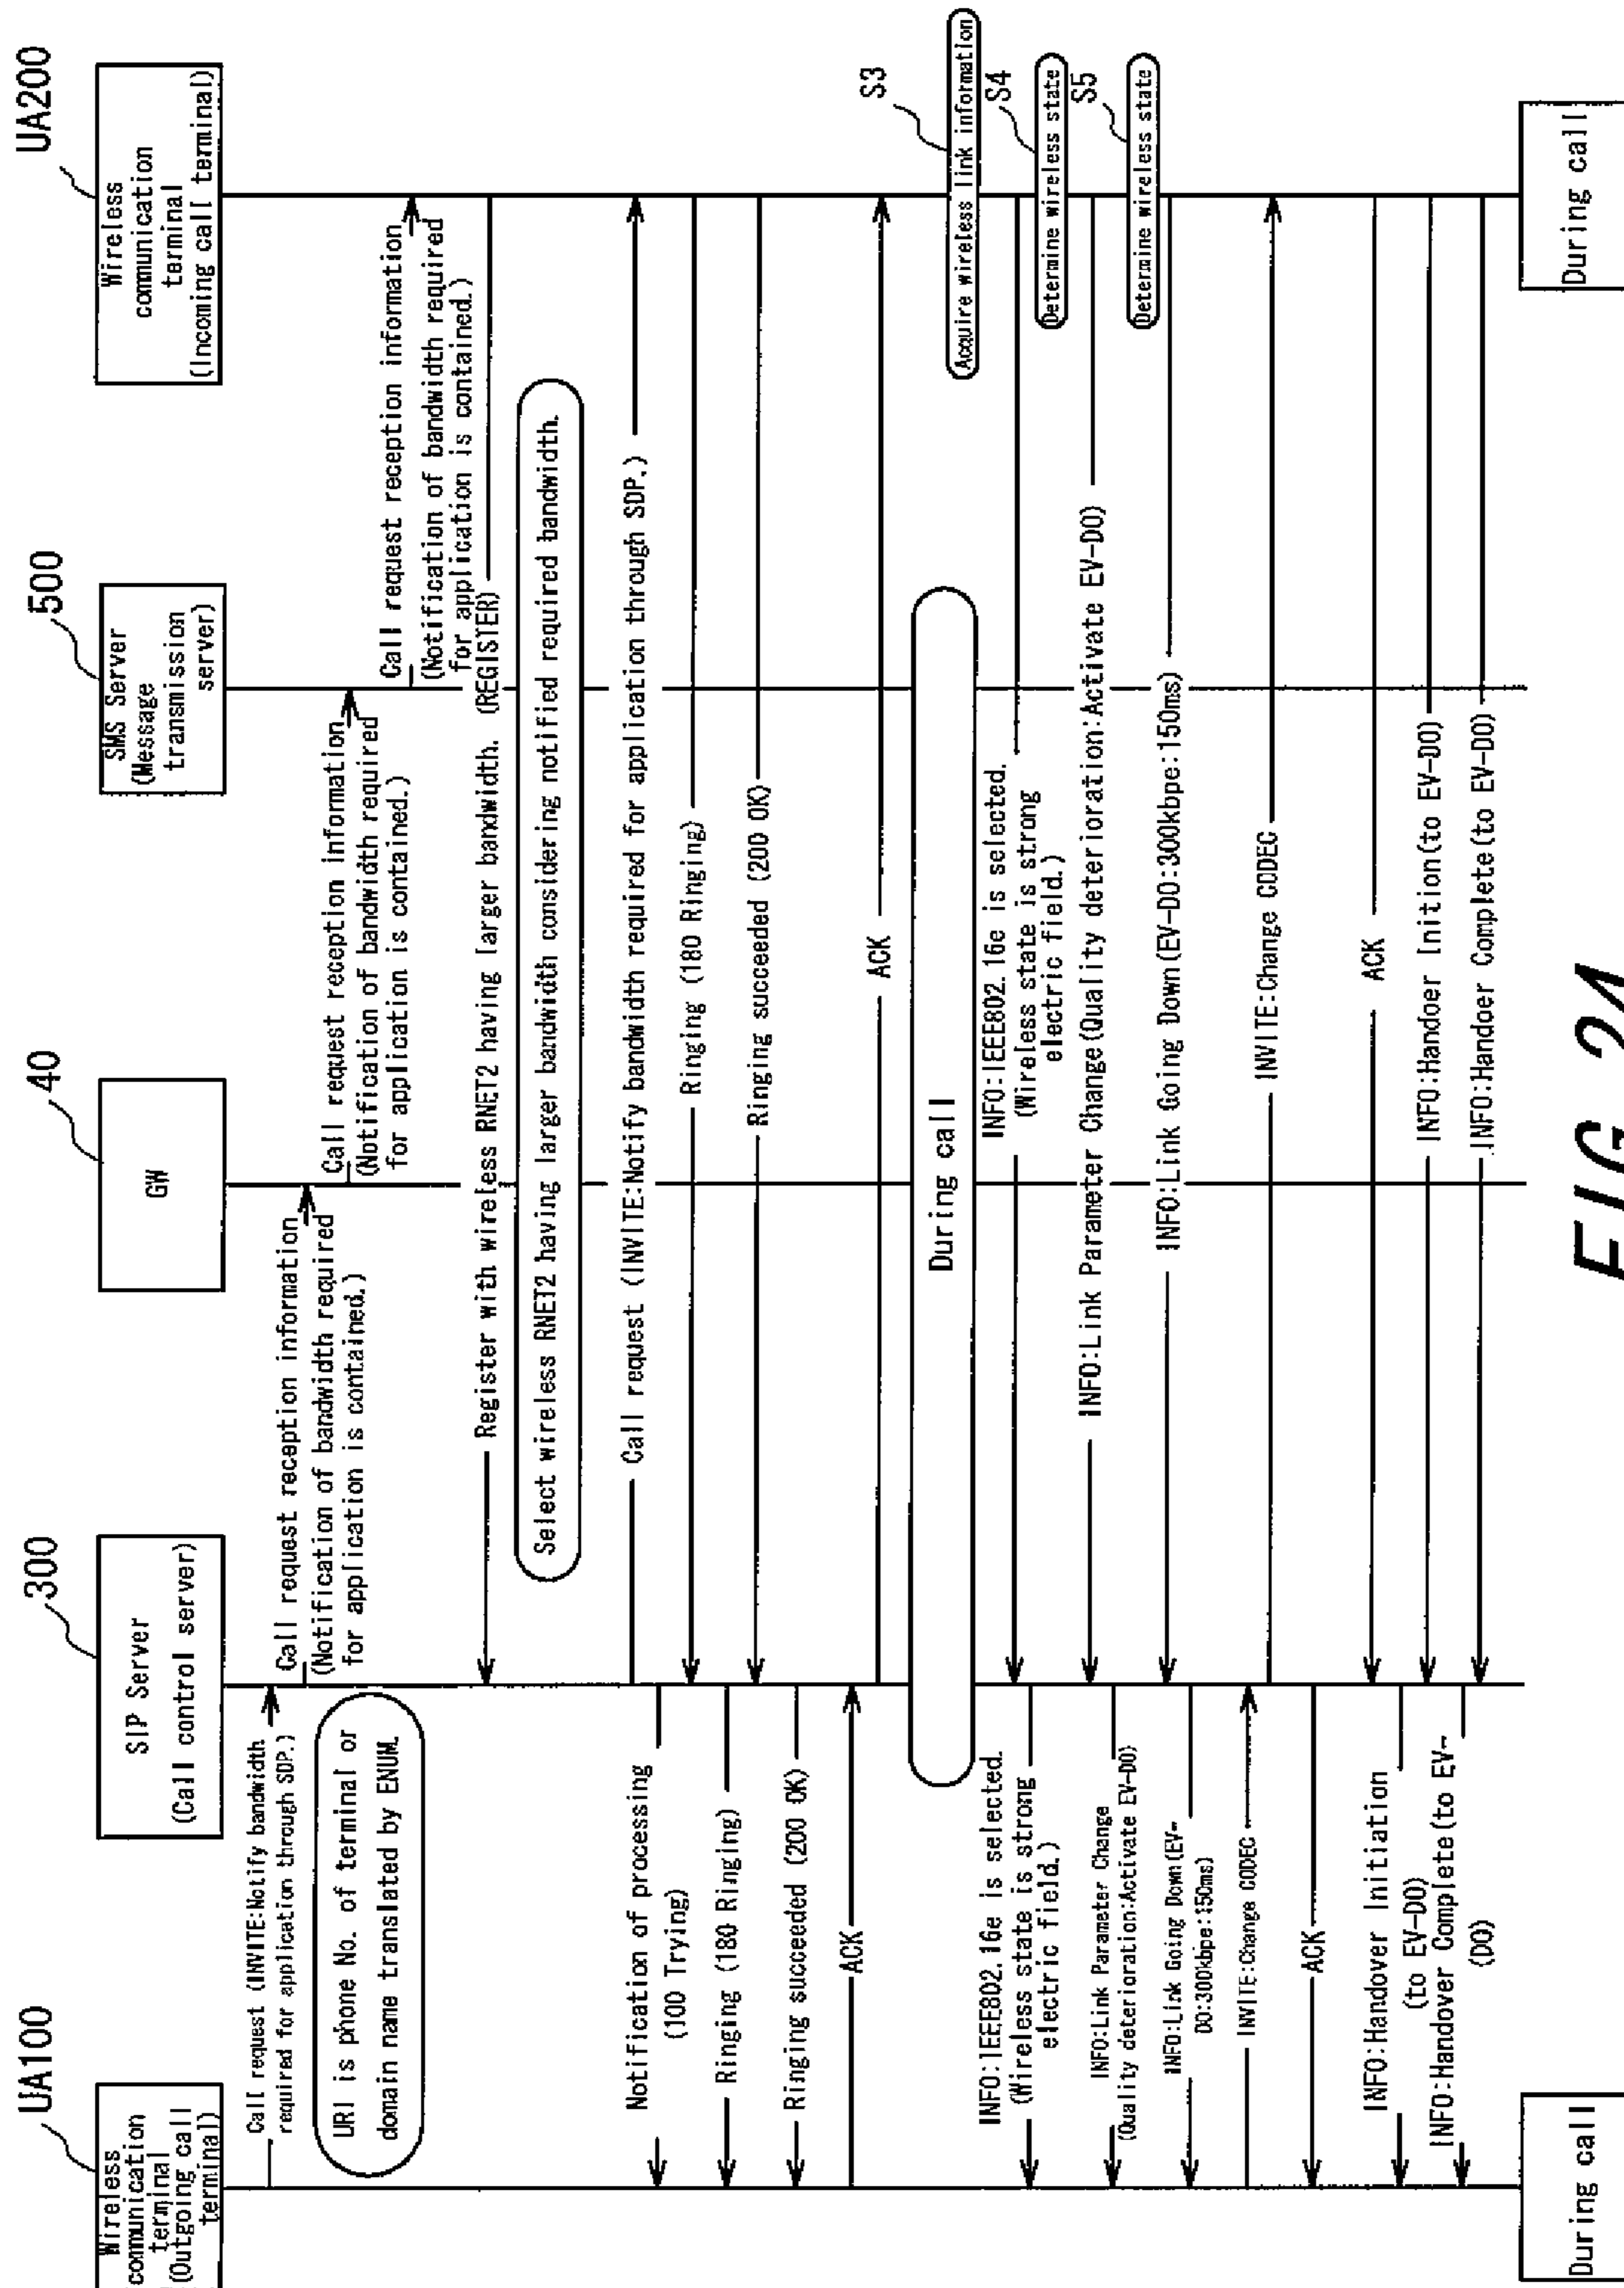 UA100
Wireless
communication
terminal
(Outgoing call
terminal)
300
SIP Server
(Call control server)
40
GW
500
SMS Server
(Message
transmission
server)
UA200
Wireless
communication
terminal
(Incoming call terminal)
Call request (INVITE:Notify bandwidth
required for application through SDP.)
URI is phone No. of terminal or
domain name translated by ENUM.
Call request reception information
(Notification of bandwidth required
for application is contained.)
Call request reception information
(Notification of bandwidth required
for application is contained.)
Call request reception information
(Notification of bandwidth required
for application is contained.)
Register with wireless RNET2 having larger bandwidth. (REGISTER)
Select wireless RNET2 having larger bandwidth considering notified required bandwidth.
Call request (INVITE:Notify bandwidth required for application through SDP.)
Notification of processing
(100 Trying)
Ringing (180 Ringing)
Ringing (180 Ringing)
Ringing succeeded (200 OK)
Ringing succeeded (200 OK)
ACK
ACK
During call
S3
Acquire wireless link information
INFO:IEEE802.16e is selected.
(Wireless state is strong
electric field.)
INFO:IEEE802.16e is selected.
(Wireless state is strong
electric field.)
S4
Determine wireless state
INFO:Link Parameter Change(Quality deterioration:Activate EV-DO)
INFO:Link Parameter Change
(Quality deterioration:Activate EV-DO)
S5
Determine wireless state
INFO:Link Going Down(EV-DO:300kbpe:150ms)
INFO:Link Going Down(EV-
DO:300kbpe:150ms)
INVITE:Change CODEC
INVITE:Change CODEC
ACK
ACK
INFO:Handoer Inition(to EV-DO)
INFO:Handover Initiation
(to EV-DO)
INFO:Handoer Complete(to EV-DO)
INFO:Handover Complete(to EV-
(DO)
During call
During call
FIG. 24